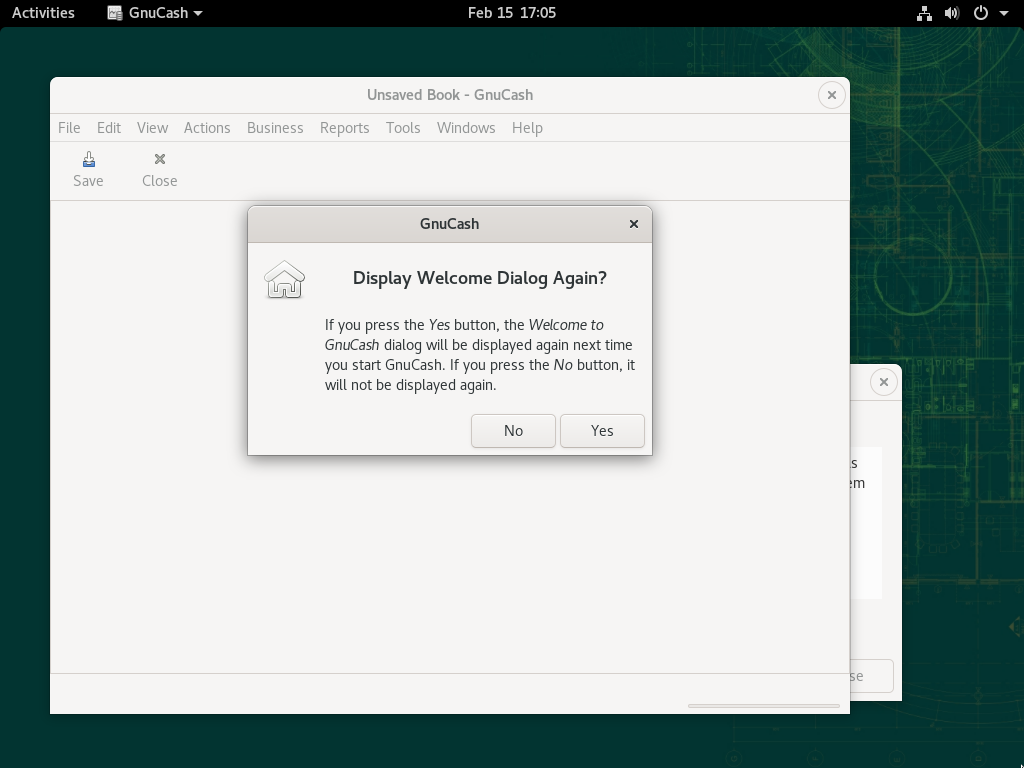 Activities GnuCash Feb 15 17:05
Unsaved Book - GnuCash
File Edit View Actions Business Reports Tools Windows Help
Save Close
GnuCash
Display Welcome Dialog Again?
If you press the Yes button, the Welcome to
GnuCash dialog will be displayed again next time
you start GnuCash. If you press the No button, it
will not be displayed again.
No Yes
em
se